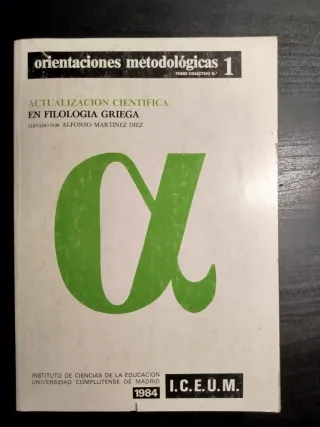 orientaciones metodológicas 1
TOMO COLECTIVO N.º
ACTUALIZACION CIENTIFICA
EN FILOLOGIA GRIEGA
EDITADO POR ALFONSO MARTINEZ DIEZ
α
INSTITUTO DE CIENCIAS DE LA EDUCACION
UNIVERSIDAD COMPLUTENSE DE MADRID
1984
I.C.E.U.M.